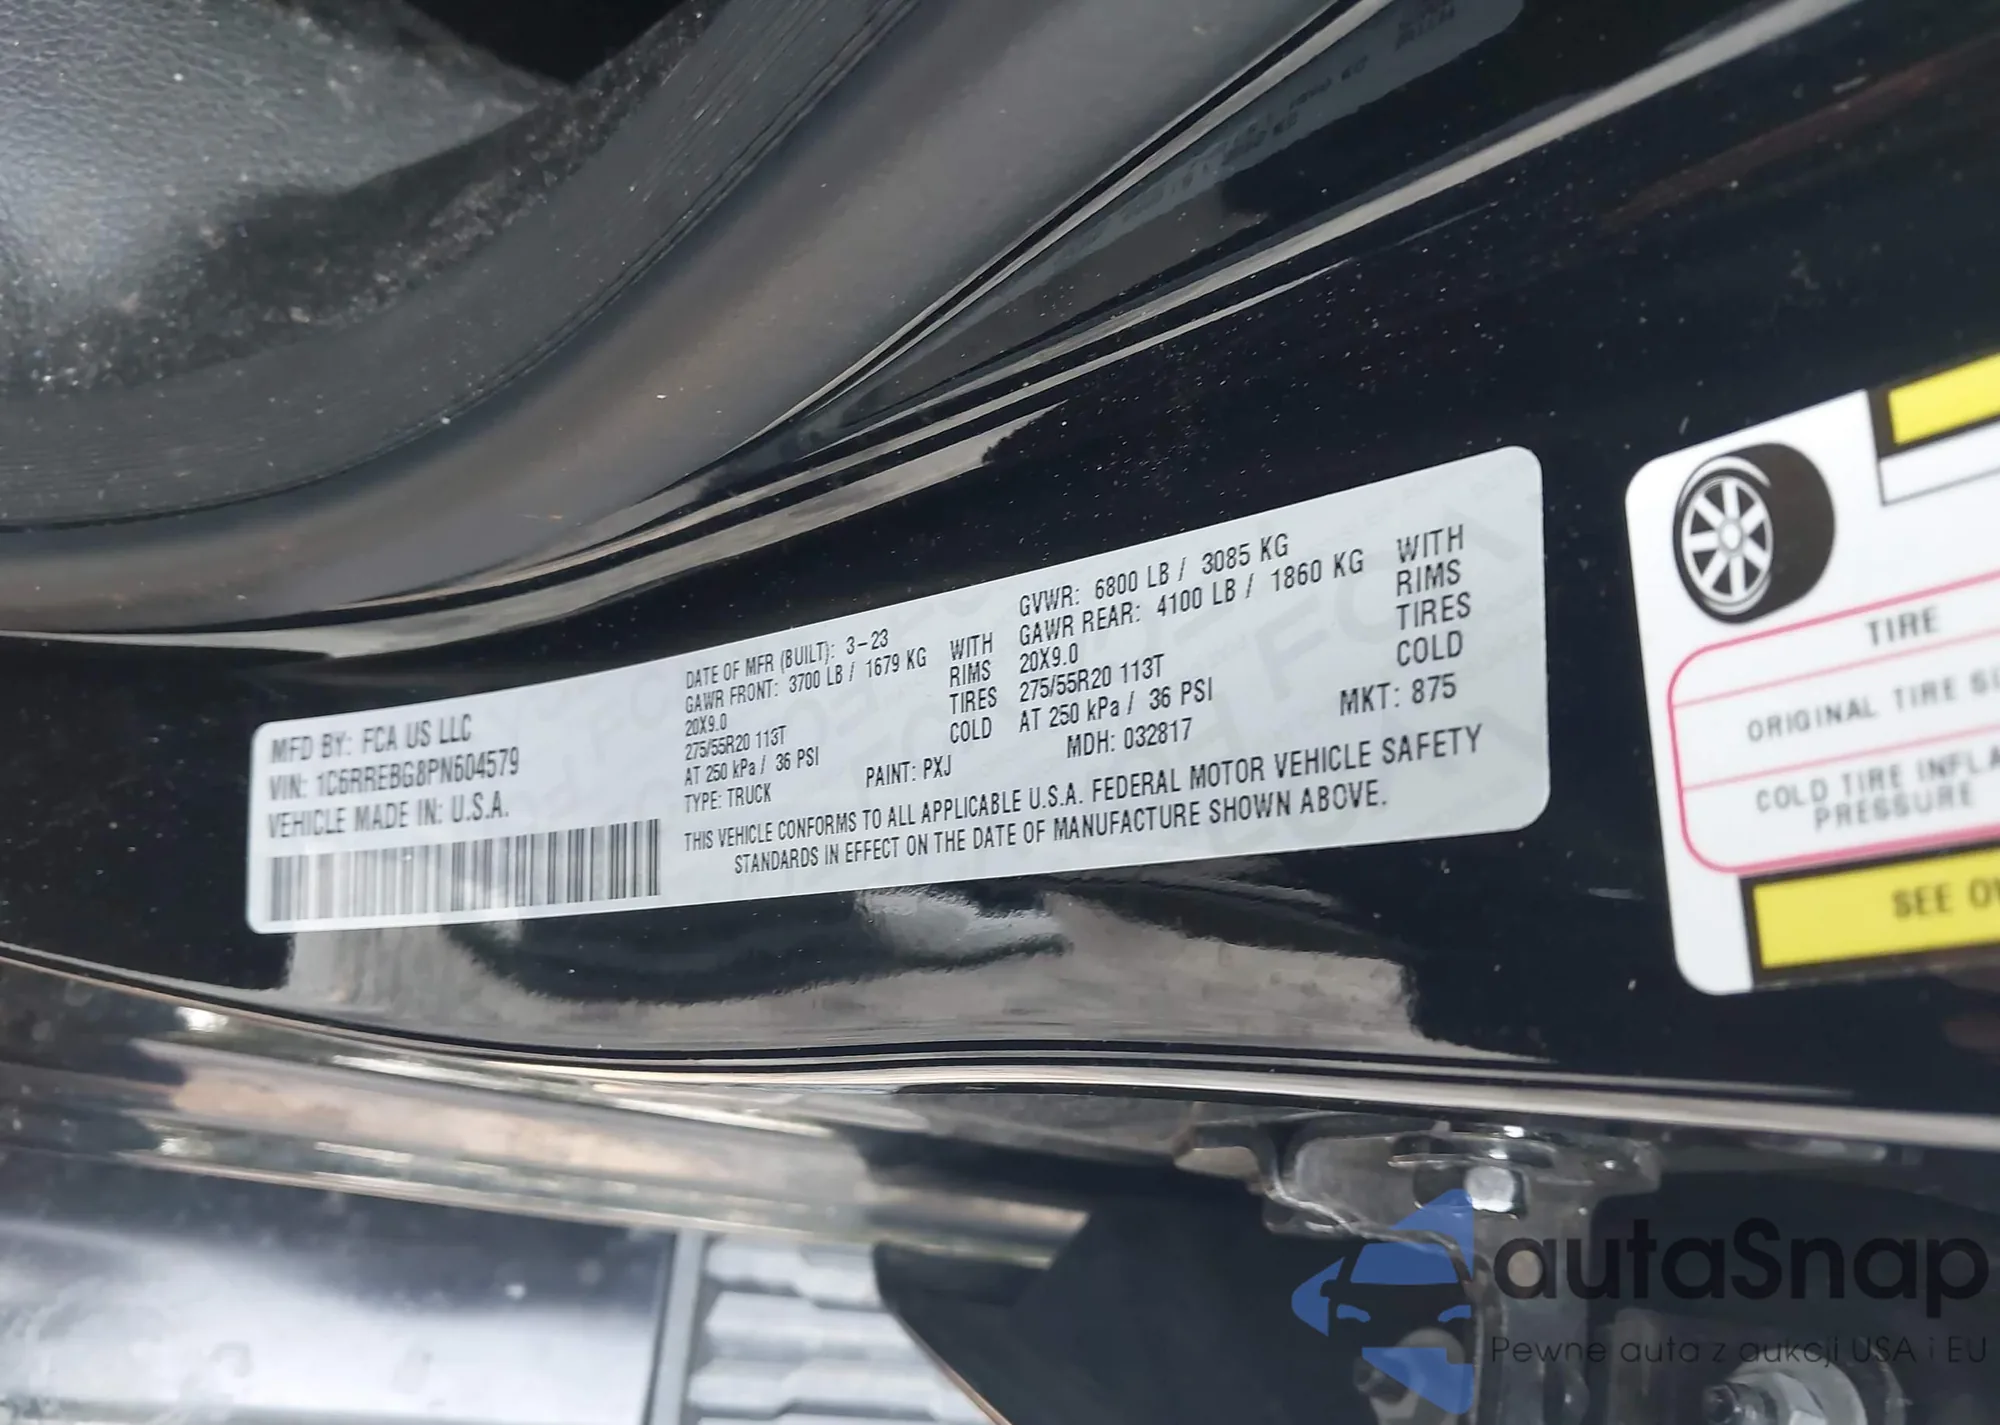 MFD BY: FCA US LLC
VIN: 1C6RREBG8PN604579
VEHICLE MADE IN: U.S.A.
DATE OF MFR (BUILT): 3-23
GAWR FRONT: 3700 LB / 1679 KG WITH
20X9.0 RIMS
275/55R20 113T TIRES
AT 250 kPa / 36 PSI COLD
TYPE: TRUCK PAINT: PXJ
GVWR: 6800 LB / 3085 KG
GAWR REAR: 4100 LB / 1860 KG WITH
20X9.0 RIMS
275/55R20 113T TIRES
AT 250 kPa / 36 PSI COLD
MDH: 032817 MKT: 875
THIS VEHICLE CONFORMS TO ALL APPLICABLE U.S.A. FEDERAL MOTOR VEHICLE SAFETY
STANDARDS IN EFFECT ON THE DATE OF MANUFACTURE SHOWN ABOVE.
TIRE
ORIGINAL TIRE
COLD TIRE
PRESSURE
SEE
autaSnap
Pewne auta z aukcji USA i EU